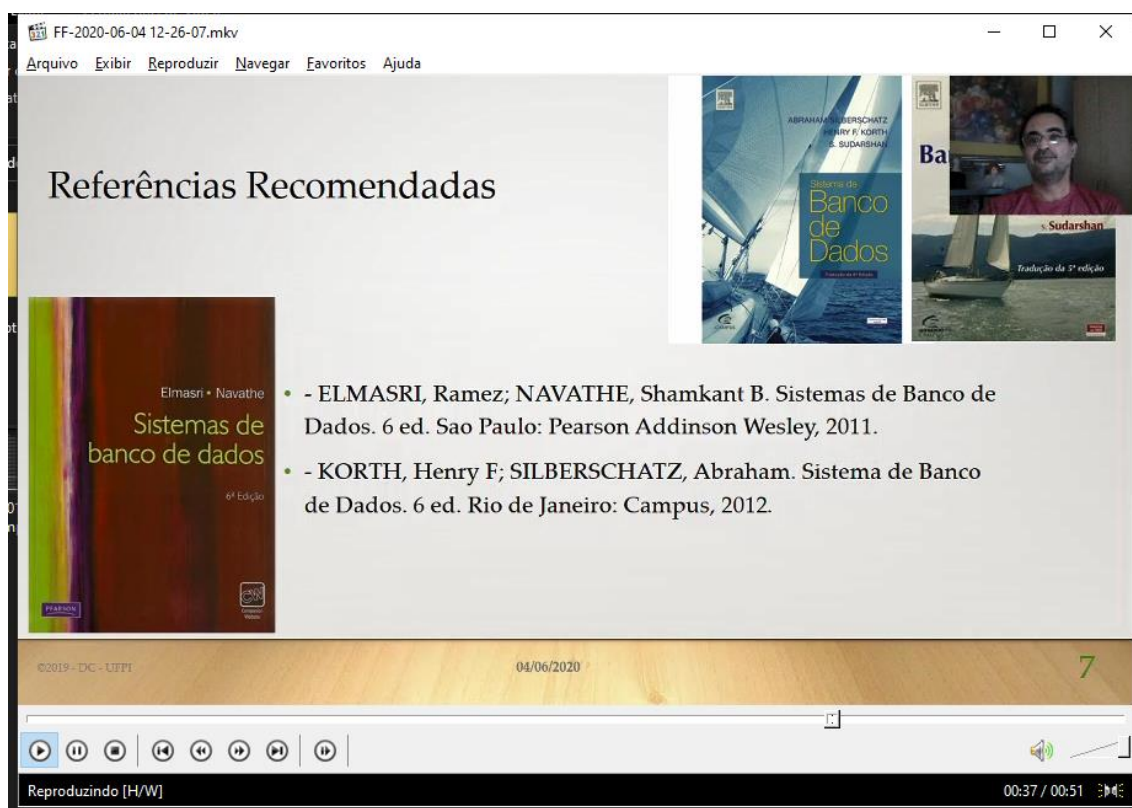 FF-2020-06-04 12-26-07.mkv
Arquivo Exibir Reproduzir Navegar Favoritos Ajuda
Referências Recomendadas
ABRAHAM SILBERSCHATZ
HENRY F. KORTH
S. SUDARSHAN
Sistema de
Banco
de
Dados
CAMPUS
S. Sudarshan
Tradução da 5ª edição
Elmasri • Navathe
Sistemas de
banco de dados
6ª Edição
PEARSON
• - ELMASRI, Ramez; NAVATHE, Shamkant B. Sistemas de Banco de
Dados. 6 ed. Sao Paulo: Pearson Addinson Wesley, 2011.
• - KORTH, Henry F; SILBERSCHATZ, Abraham. Sistema de Banco
de Dados. 6 ed. Rio de Janeiro: Campus, 2012.
©2019 - DC - UFPI
04/06/2020
7
Reproduzindo [H/W]
00:37 / 00:51